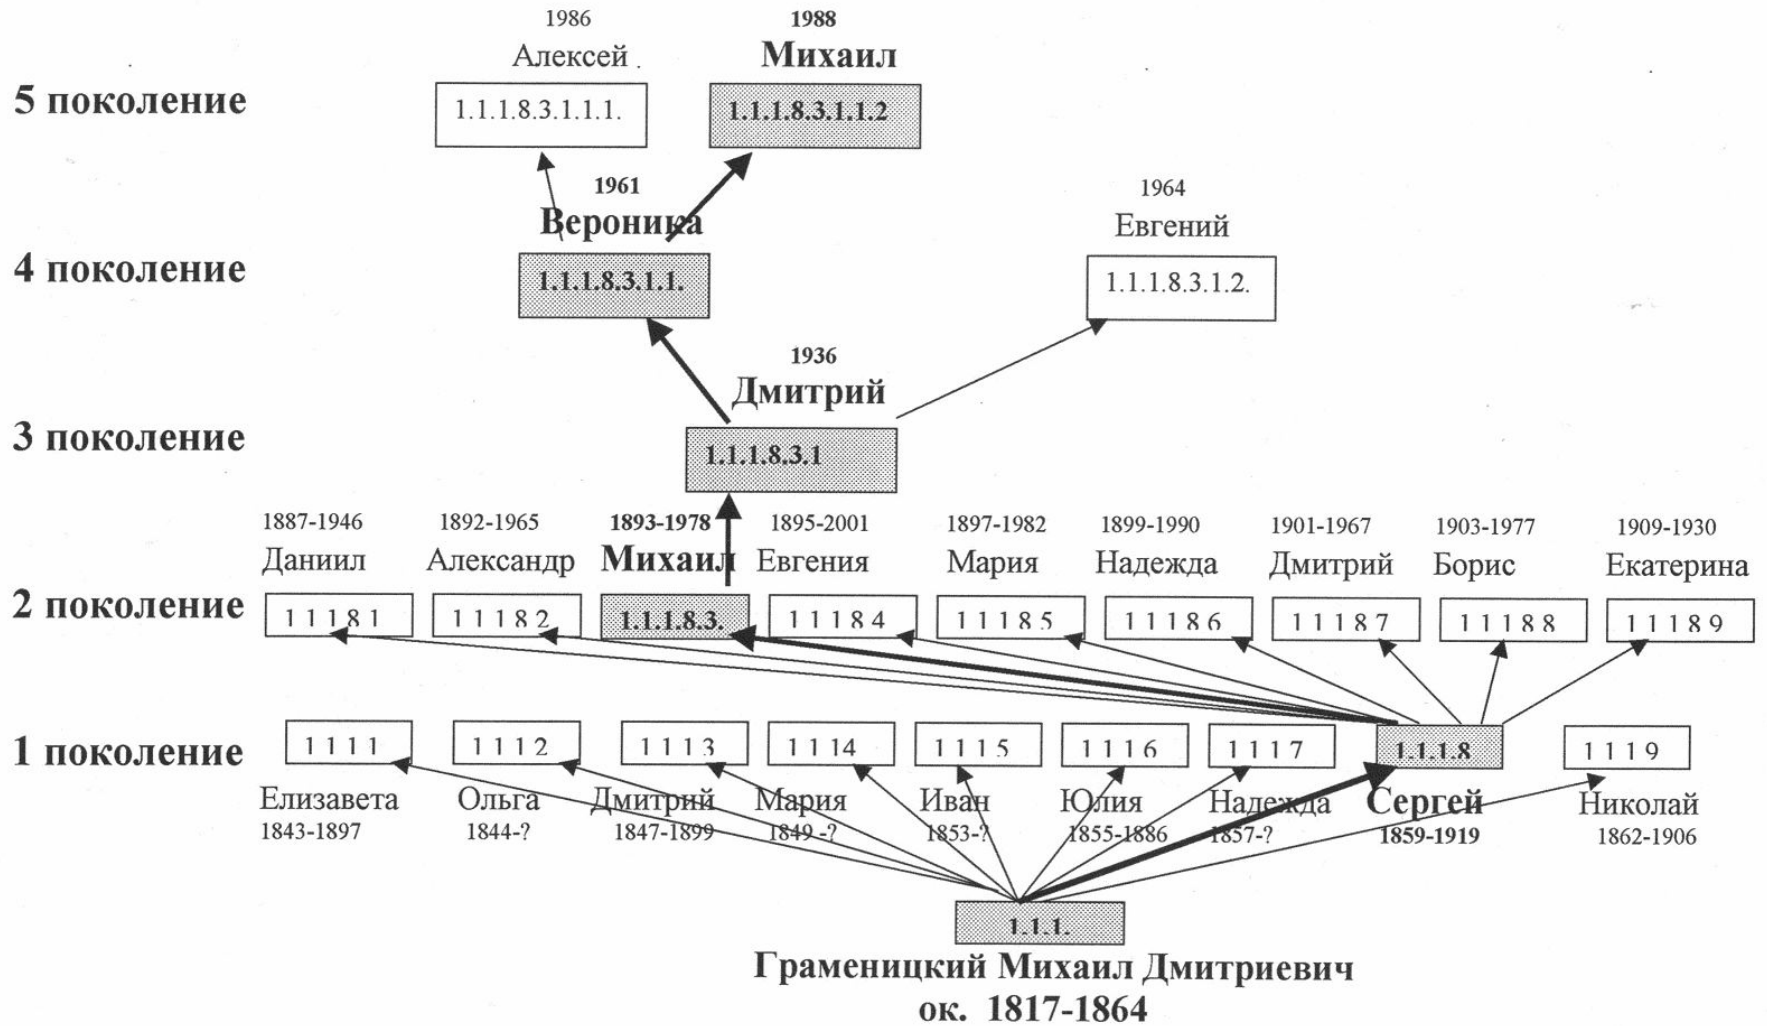 1986 1988
Алексей Михаил
5 поколение 1.1.1.8.3.1.1.1. 1.1.1.8.3.1.1.2
1961 1964
Вероника Евгений
4 поколение 1.1.1.8.3.1.1. 1.1.1.8.3.1.2.
1936
Дмитрий
3 поколение 1.1.1.8.3.1
1887-1946 1892-1965 1893-1978 1895-2001 1897-1982 1899-1990 1901-1967 1903-1977 1909-1930
Даниил Александр Михаил Евгения Мария Надежда Дмитрий Борис Екатерина
2 поколение 1 1 1 8 1 1 1 1 8 2 1.1.1.8.3. 1 1 1 8 4 1 1 1 8 5 1 1 1 8 6 1 1 1 8 7 1 1 1 8 8 1 1 1 8 9
1 поколение 1 1 1 1 1 1 1 2 1 1 1 3 1 1 1 4 1 1 1 5 1 1 1 6 1 1 1 7 1.1.1.8 1 1 1 9
Елизавета Ольга Дмитрий Мария Иван Юлия Надежда Сергей Николай
1843-1897 1844-? 1847-1899 1849-? 1853-? 1855-1886 1857-? 1859-1919 1862-1906
1.1.1.
Граменицкий Михаил Дмитриевич
ок. 1817-1864